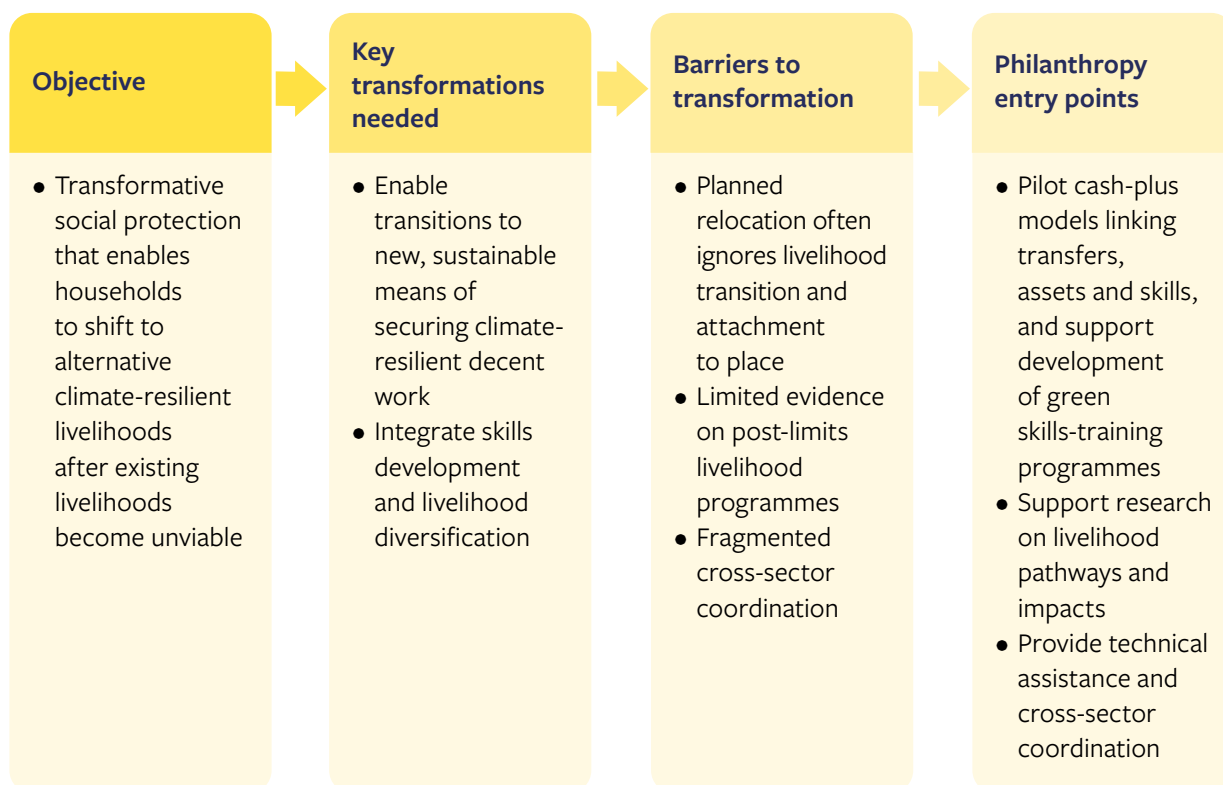 Objective
● Transformative
social protection
that enables
households
to shift to
alternative
climate-resilient
livelihoods
after existing
livelihoods
become unviable
Key
transformations
needed
● Enable
transitions to
new, sustainable
means of
securing climate-
resilient decent
work
● Integrate skills
development
and livelihood
diversification
Barriers to
transformation
● Planned
relocation often
ignores livelihood
transition and
attachment
to place
● Limited evidence
on post-limits
livelihood
programmes
● Fragmented
cross-sector
coordination
Philanthropy
entry points
● Pilot cash-plus
models linking
transfers,
assets and skills,
and support
development
of green
skills-training
programmes
● Support research
on livelihood
pathways and
impacts
● Provide technical
assistance and
cross-sector
coordination